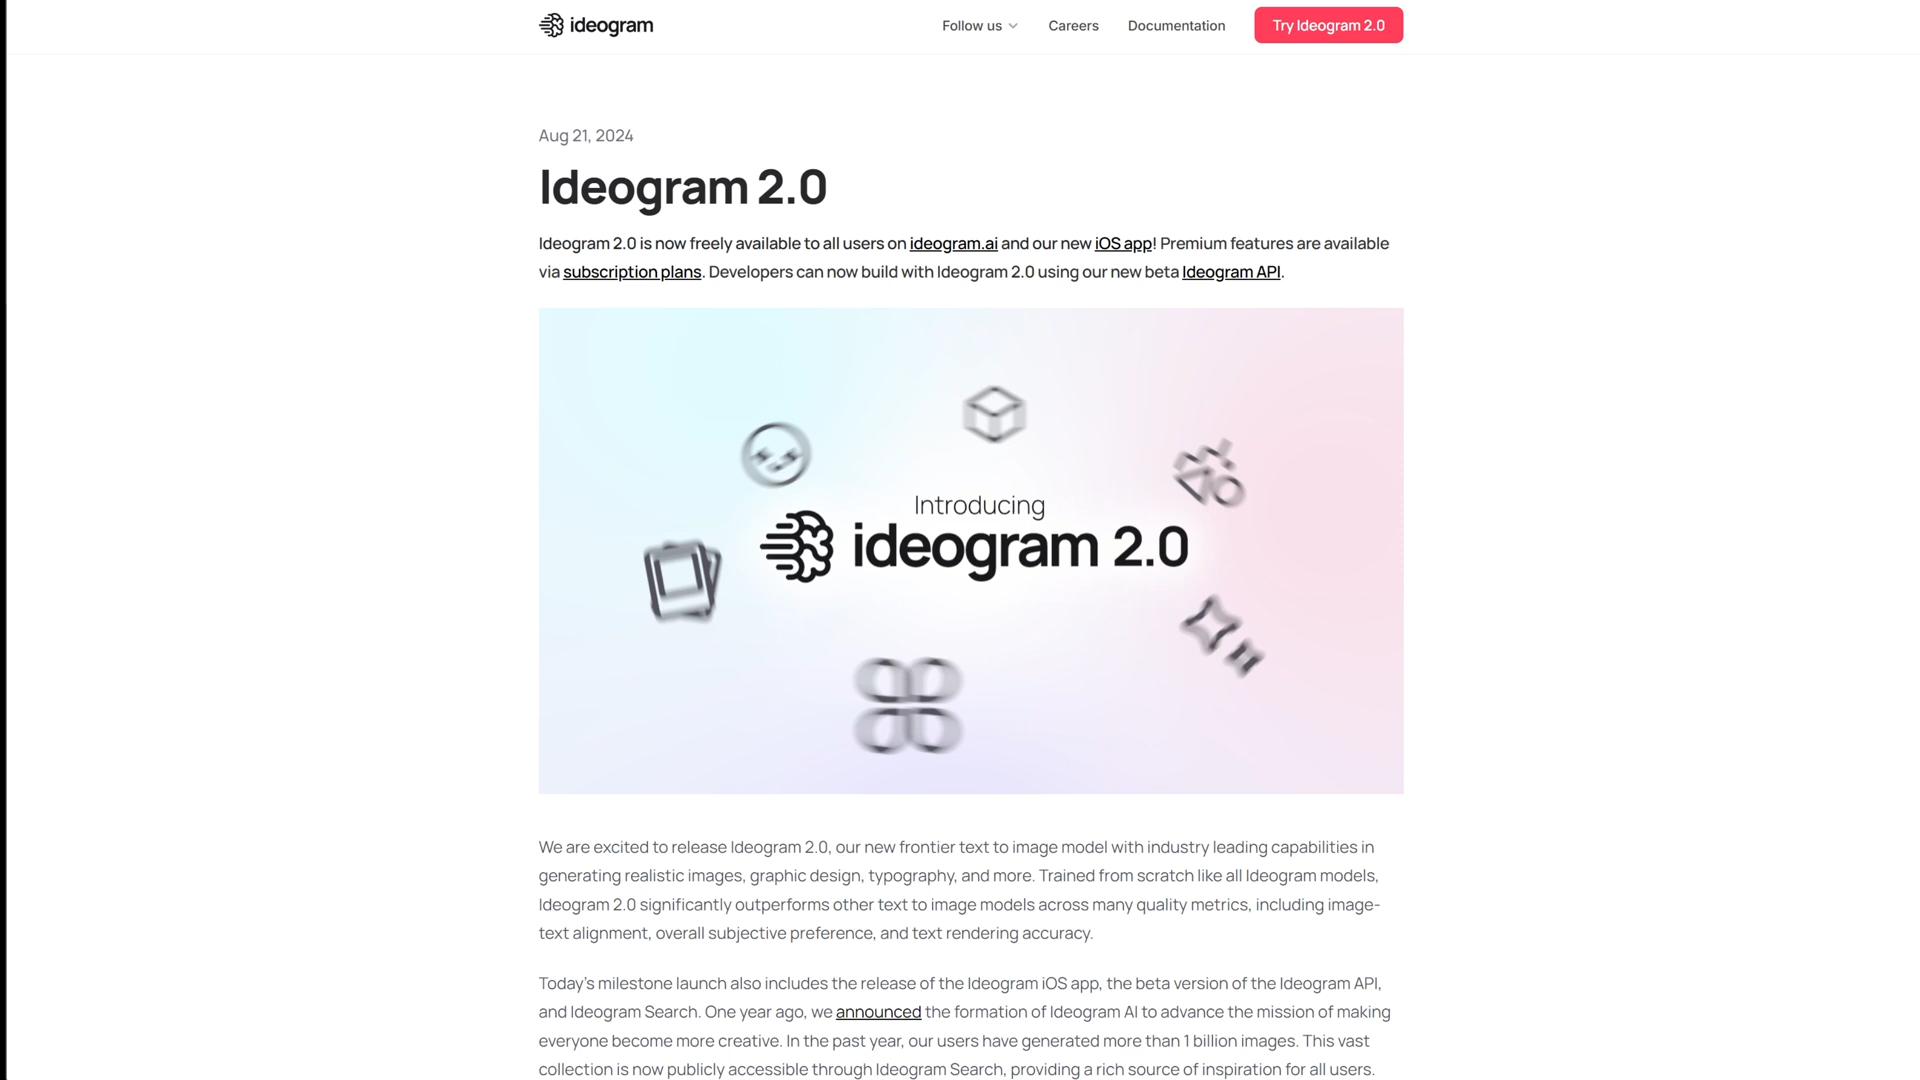 ideogram
Follow us
Careers
Documentation
Try Ideogram 2.0
Aug 21, 2024
Ideogram 2.0
Ideogram 2.0 is now freely available to all users on ideogram.ai and our new iOS app! Premium features are available
via subscription plans. Developers can now build with Ideogram 2.0 using our new beta Ideogram API.
Introducing
ideogram 2.0
We are excited to release Ideogram 2.0, our new frontier text to image model with industry leading capabilities in
generating realistic images, graphic design, typography, and more. Trained from scratch like all Ideogram models,
Ideogram 2.0 significantly outperforms other text to image models across many quality metrics, including image-
text alignment, overall subjective preference, and text rendering accuracy.
Today's milestone launch also includes the release of the Ideogram iOS app, the beta version of the Ideogram API,
and Ideogram Search. One year ago, we announced the formation of Ideogram AI to advance the mission of making
everyone become more creative. In the past year, our users have generated more than 1 billion images. This vast
collection is now publicly accessible through Ideogram Search, providing a rich source of inspiration for all users.